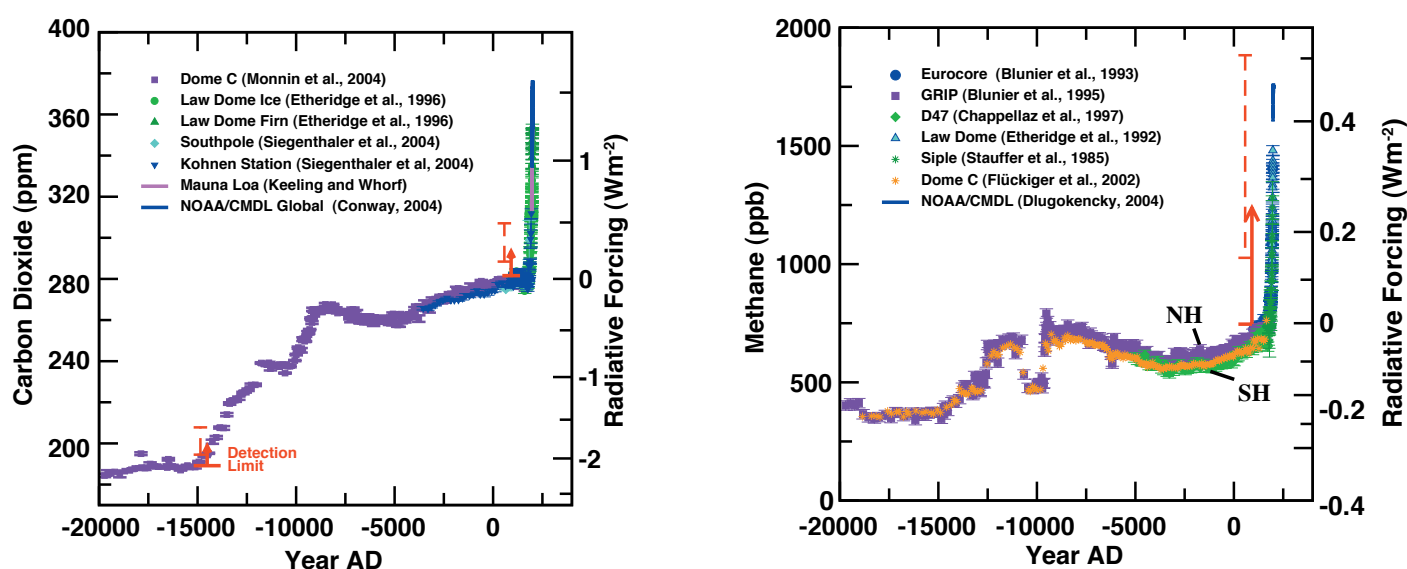 400
360
320
280
240
200
Carbon Dioxide (ppm)
Dome C (Monnin et al., 2004)
Law Dome Ice (Etheridge et al., 1996)
Law Dome Firn (Etheridge et al., 1996)
Southpole (Siegenthaler et al., 2004)
Kohnen Station (Siegenthaler et al, 2004)
Mauna Loa (Keeling and Whorf)
NOAA/CMDL Global (Conway, 2004)
Detection
Limit
1
0
-1
-2
Radiative Forcing (Wm-2)
-20000 -15000 -10000 -5000 0
Year AD
2000
1500
1000
500
0
Methane (ppb)
Eurocore (Blunier et al., 1993)
GRIP (Blunier et al., 1995)
D47 (Chappellaz et al., 1997)
Law Dome (Etheridge et al., 1992)
Siple (Stauffer et al., 1985)
Dome C (Flückiger et al., 2002)
NOAA/CMDL (Dlugokencky, 2004)
NH
SH
0.4
0.2
0
-0.2
-0.4
Radiative Forcing (Wm-2)
-20000 -15000 -10000 -5000 0
Year AD